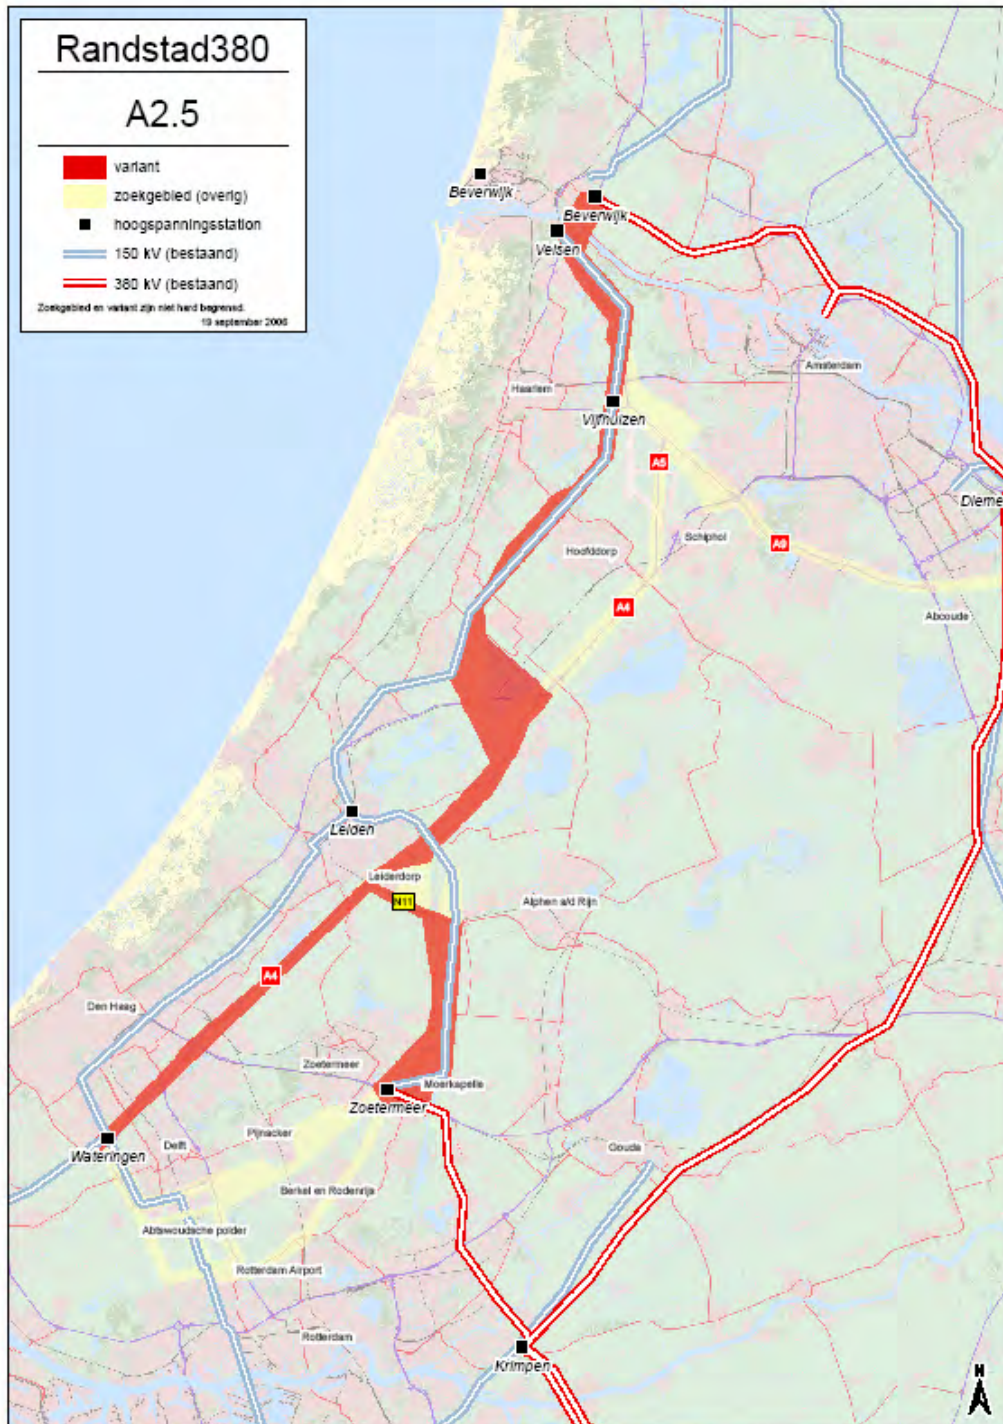 Randstad380
A2.5
variant
zoekgebied (overig)
hoogspanningsstation
150 kV (bestaand)
380 kV (bestaand)
Zoekgebied en variant zijn niet hard begrensd.
19 september 2006
Beverwijk
Beverwijk
Velsen
Amsterdam
Haarlem
Vijfhuizen
A5
Dieme
Schiphol
A9
Hoofddorp
A4
Abcoude
Leiden
Leiderdorp
N11
Alphen a/d Rijn
A4
Den Haag
Zoetermeer
Moerkapelle
Zoetermeer
Pijnacker
Delft
Wateringen
Gouda
Berkel en Rodenrijs
Abtswoudsche polder
Rotterdam Airport
Rotterdam
Krimpen
N